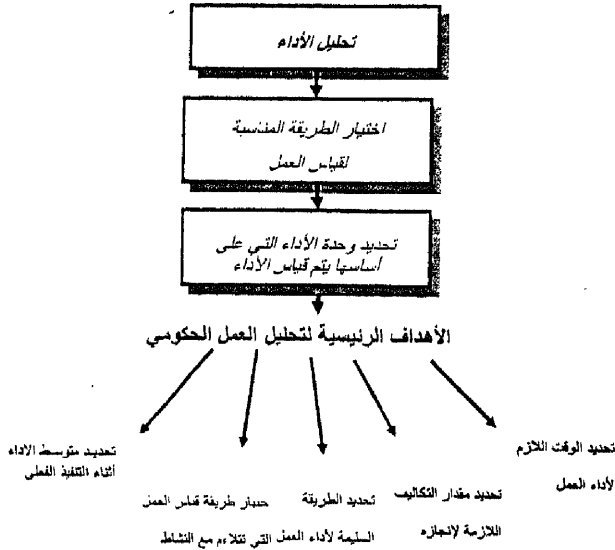 تحليل الأداء
اختيار الطريقة المناسبة
لقياس العمل
تحديد وحدة الأداء التي على
أساسها يتم قياس الأداء
الأهداف الرئيسية لتحليل العمل الحكومي
تحديد الوقت اللازم
لأداء العمل
تحديد مقدار التكاليف
اللازمة لإنجازه
تحديد الطريقة
السليمة لأداء العمل
طريقة قياس العمل
التي تتلاءم مع النشاط
تحديد متوسط الاداء
أثناء التنفيذ الفعلى